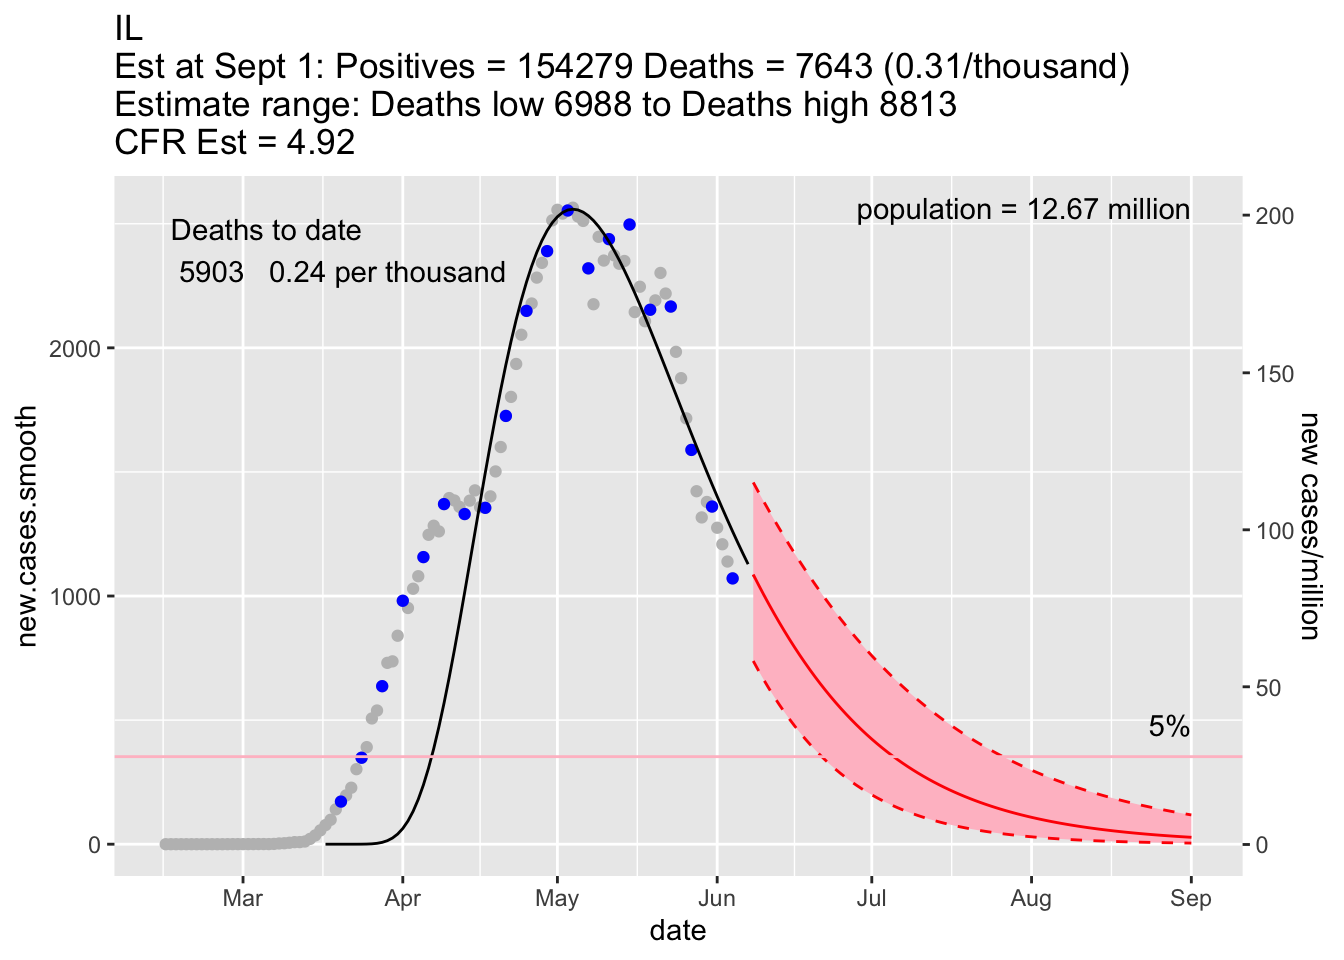 IL
Est at Sept 1: Positives = 154279 Deaths = 7643 (0.31/thousand)
Estimate range: Deaths low 6988 to Deaths high 8813
CFR Est = 4.92
Deaths to date
5903 0.24 per thousand
population = 12.67 million
5%
2000
1000
0
new.cases.smooth
200
150
100
50
0
new cases/million
Mar Apr May Jun Jul Aug Sep
date